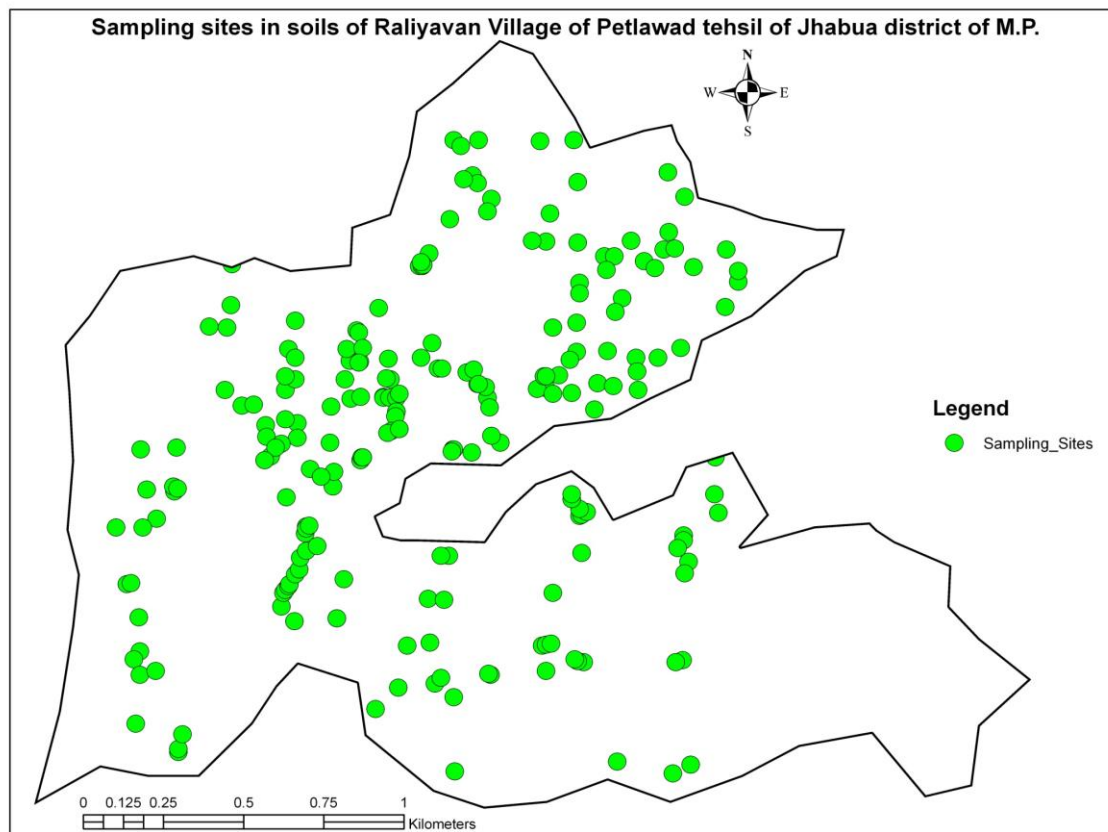 Sampling sites in soils of Raliyavan Village of Petlawad tehsil of Jhabua district of M.P.
N
W E
S
Legend
Sampling_Sites
0 0.125 0.25 0.5 0.75 1
Kilometers